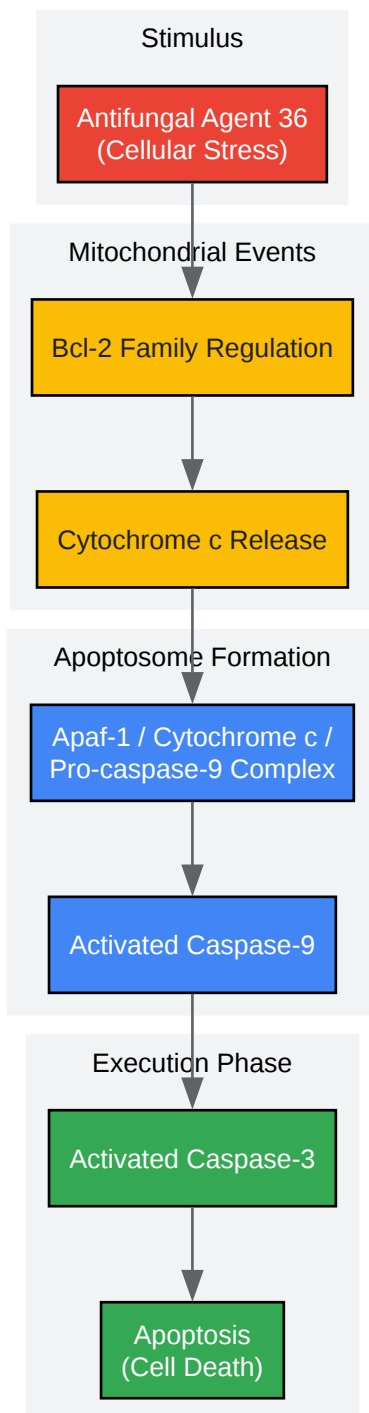 Stimulus
Antifungal Agent 36
(Cellular Stress)
Mitochondrial Events
Bcl-2 Family Regulation
Cytochrome c Release
Apoptosome Formation
Apaf-1 / Cytochrome c /
Pro-caspase-9 Complex
Activated Caspase-9
Execution Phase
Activated Caspase-3
Apoptosis
(Cell Death)